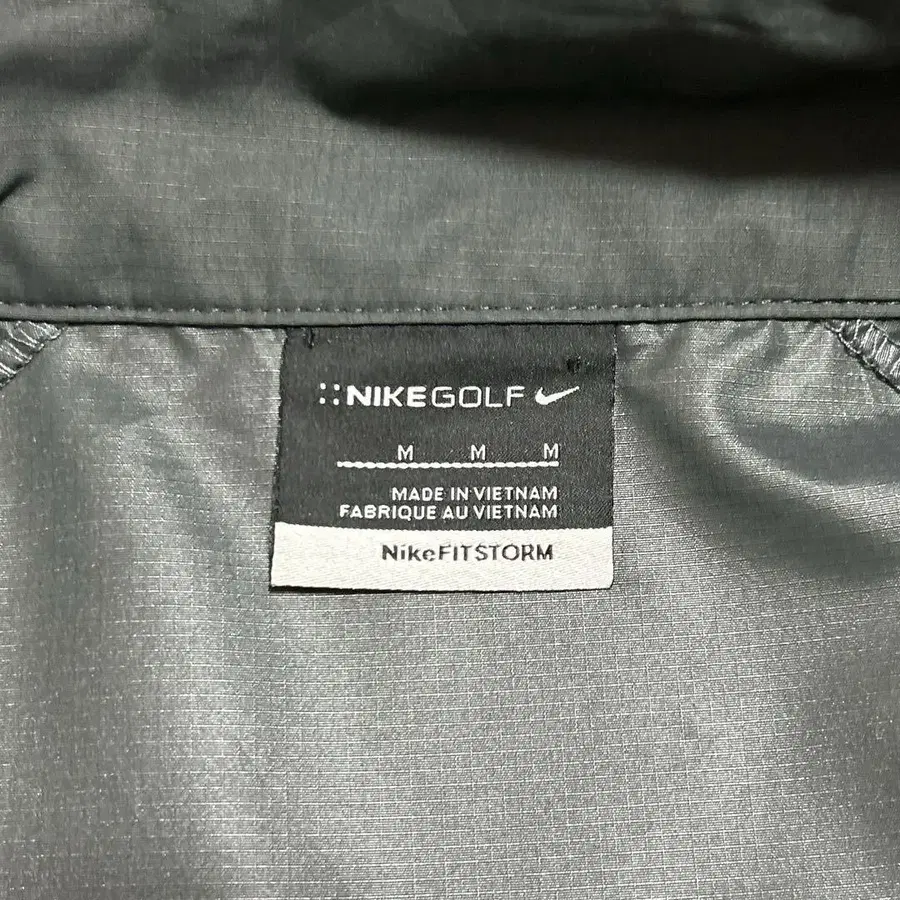 NIKEGOLF
M M M
MADE IN VIETNAM
FABRIQUE AU VIETNAM
NikeFITSTORM